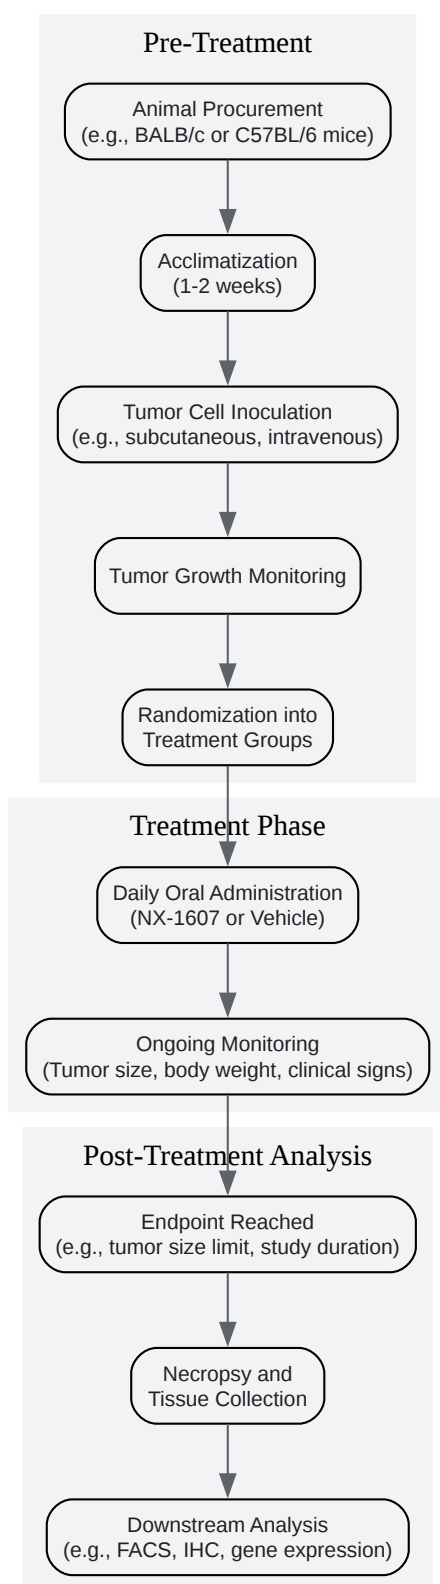 Pre-Treatment
Animal Procurement
(e.g., BALB/c or C57BL/6 mice)
Acclimatization
(1-2 weeks)
Tumor Cell Inoculation
(e.g., subcutaneous, intravenous)
Tumor Growth Monitoring
Randomization into
Treatment Groups
Treatment Phase
Daily Oral Administration
(NX-1607 or Vehicle)
Ongoing Monitoring
(Tumor size, body weight, clinical signs)
Post-Treatment Analysis
Endpoint Reached
(e.g., tumor size limit, study duration)
Necropsy and
Tissue Collection
Downstream Analysis
(e.g., FACS, IHC, gene expression)